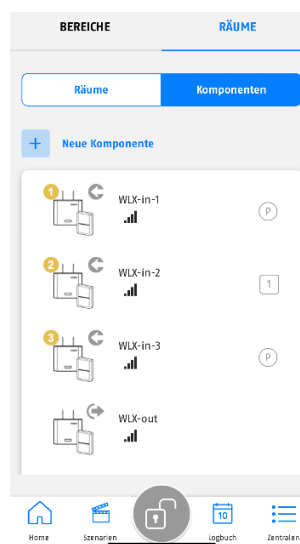 BEREICHE RÄUME
Räume Komponenten
+ Neue Komponente
1 WLX-in-1 P
2 WLX-in-2 1
3 WLX-in-3 P
WLX-out
10
Home Szenarien Logbuch Zentralen